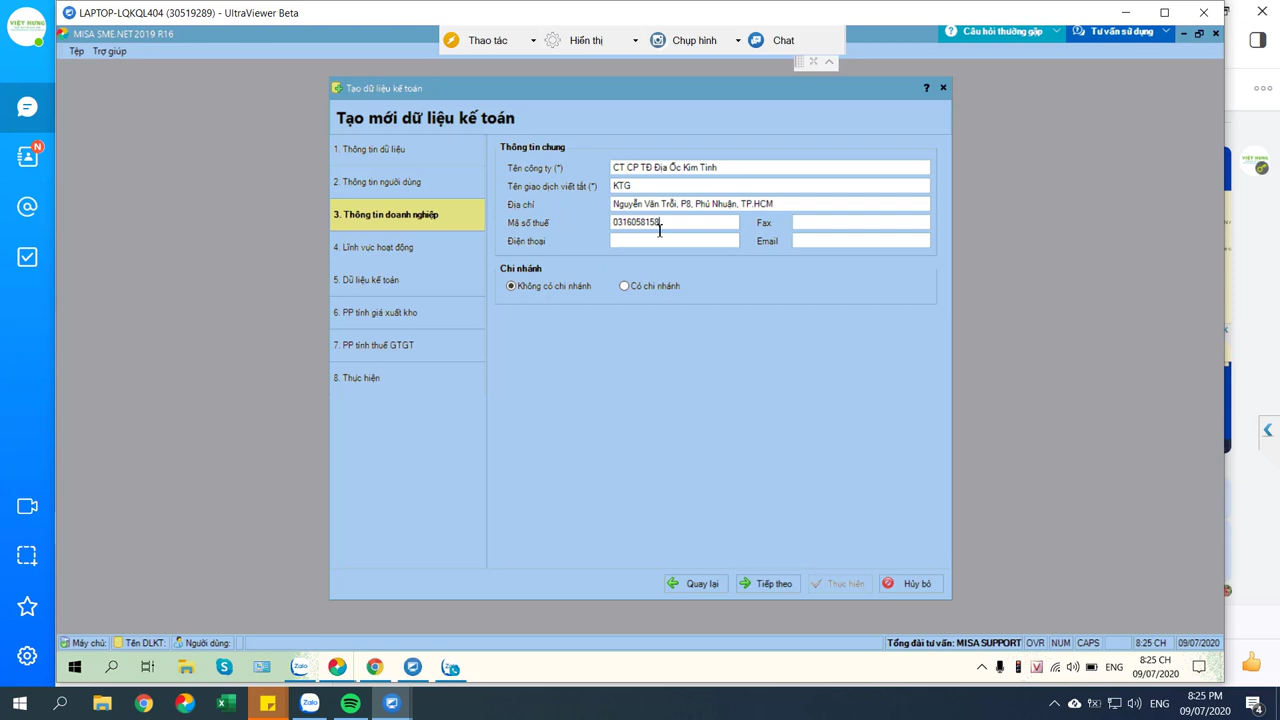 VIỆT HƯNG
LAPTOP-LQKQL404 (30519289) - UltraViewer Beta
MISA SME.NET 2019 R16
Thao tác
Hiển thị
Chụp hình
Chat
Câu hỏi thường gặp
Tư vấn sử dụng
Tệp
Trợ giúp
Tạo dữ liệu kế toán
Tạo mới dữ liệu kế toán
1. Thông tin dữ liệu
2. Thông tin người dùng
3. Thông tin doanh nghiệp
4. Lĩnh vực hoạt động
5. Dữ liệu kế toán
6. PP tính giá xuất kho
7. PP tính thuế GTGT
8. Thực hiện
Thông tin chung
Tên công ty (*)
CT CP TĐ Địa Ốc Kim Tinh
Tên giao dịch viết tắt (*)
KTG
Địa chỉ
Nguyễn Văn Trỗi, P8, Phú Nhuận, TP.HCM
Mã số thuế
0316058158
Fax
Điện thoại
Email
Chi nhánh
Không có chi nhánh
Có chi nhánh
Quay lại
Tiếp theo
Thực hiện
Hủy bỏ
Máy chủ:
Tên DLKT:
Người dùng:
Tổng đài tư vấn: MISA SUPPORT
OVR
NUM
CAPS
8:25 CH
09/07/2020
Zalo
ENG
8:25 CH
09/07/2020
Zalo
ENG
8:25 PM
09/07/2020
4
N